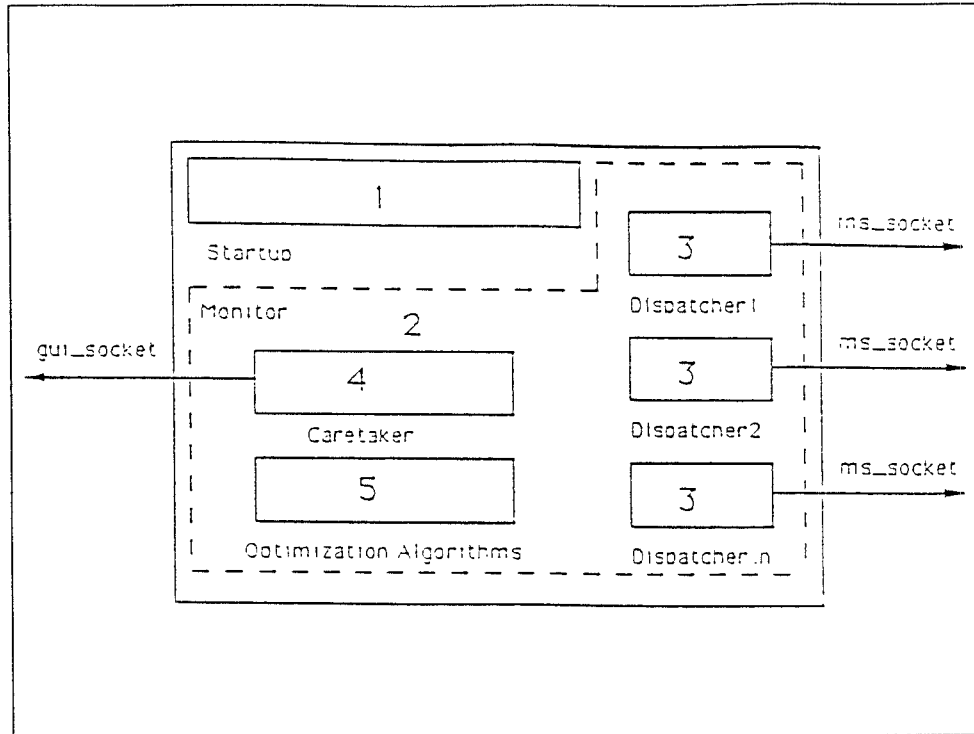 1
Startup
3
ms_socket
Dispatcher1
Monitor
2
gui_socket
4
Caretaker
3
ms_socket
Dispatcher2
5
Optimization Algorithms
3
ms_socket
Dispatcher.n